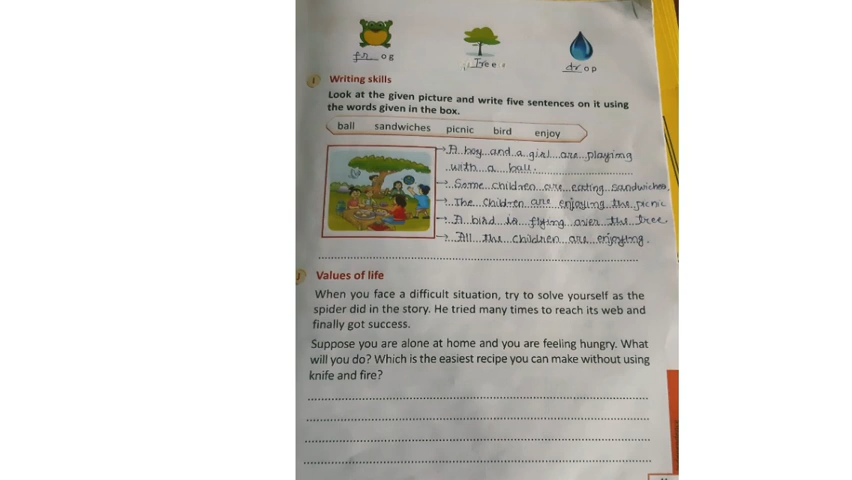 fr og
Tree
dr op
Writing skills
Look at the given picture and write five sentences on it using
the words given in the box.
ball sandwiches picnic bird enjoy
A boy and a girl are playing
with a ball.
Some children are eating sandwiches,
The children are enjoying the picnic
A bird is flying over the tree.
All the children are enjoying.
Values of life
When you face a difficult situation, try to solve yourself as the
spider did in the story. He tried many times to reach its web and
finally got success.
Suppose you are alone at home and you are feeling hungry. What
will you do? Which is the easiest recipe you can make without using
knife and fire?